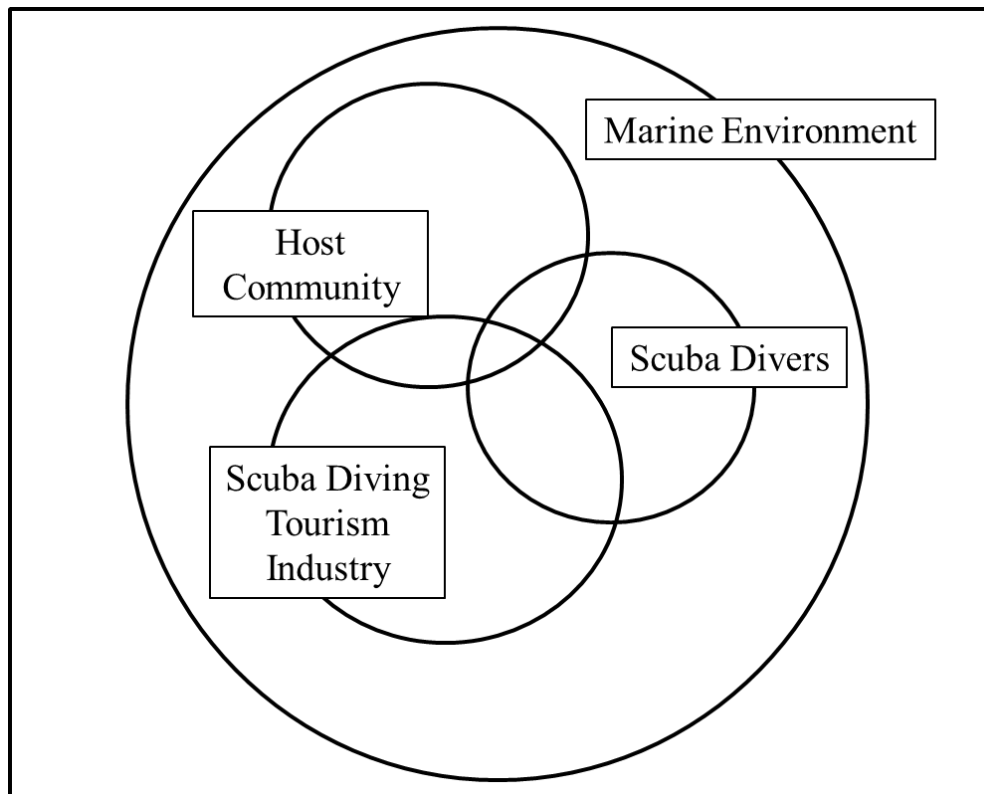 Marine Environment
Host
Community
Scuba Divers
Scuba Diving
Tourism
Industry